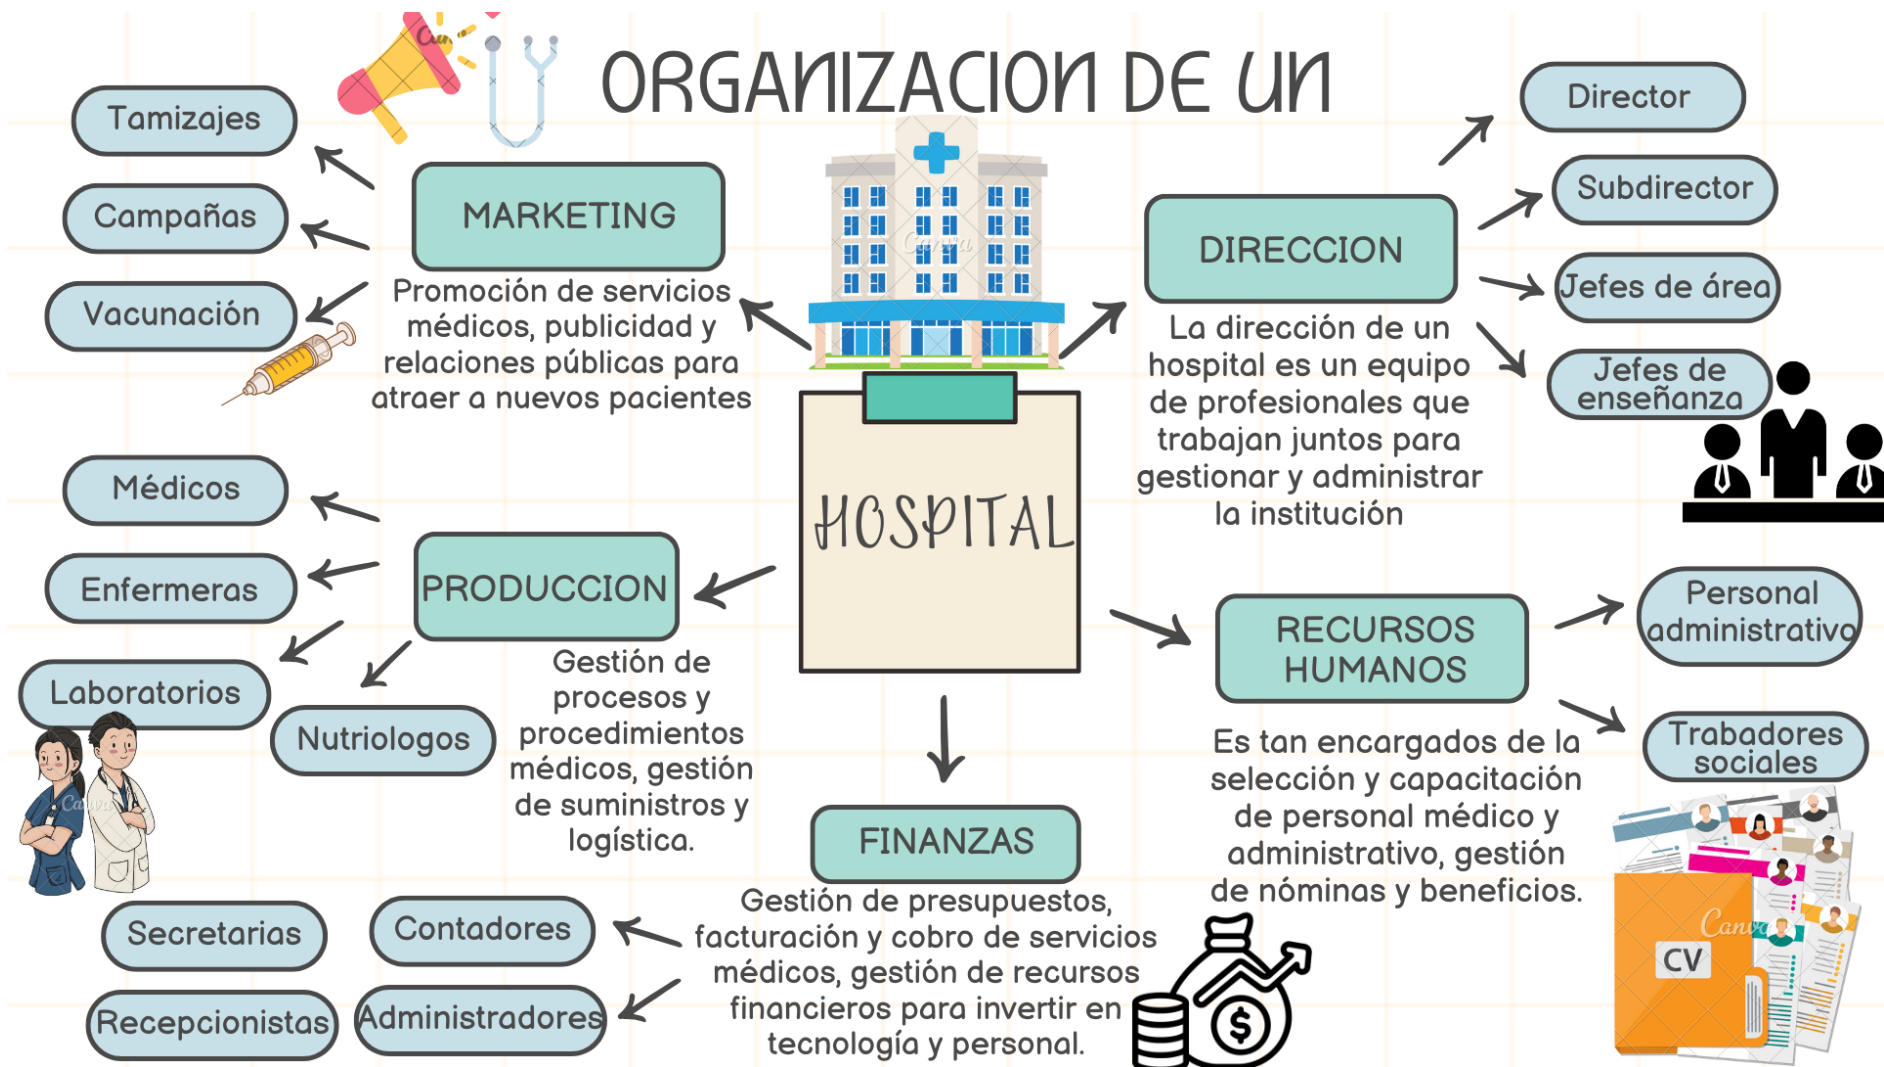 ORGANIZACION DE UN
HOSPITAL
MARKETING
Promoción de servicios
médicos, publicidad y
relaciones públicas para
atraer a nuevos pacientes
Tamizajes
Campañas
Vacunación
DIRECCION
La dirección de un
hospital es un equipo
de profesionales que
trabajan juntos para
gestionar y administrar
la institución
Director
Subdirector
Jefes de área
Jefes de
enseñanza
PRODUCCION
Gestión de
procesos y
procedimientos
médicos, gestión
de suministros y
logística.
Médicos
Enfermeras
Laboratorios
Nutriologos
RECURSOS
HUMANOS
Es tan encargados de la
selección y capacitación
de personal médico y
administrativo, gestión
de nóminas y beneficios.
Personal
administrativo
Trabadores
sociales
FINANZAS
Gestión de presupuestos,
facturación y cobro de servicios
médicos, gestión de recursos
financieros para invertir en
tecnología y personal.
Contadores
Administradores
Secretarias
Recepcionistas
CV
$
Canva
Canva
Canva